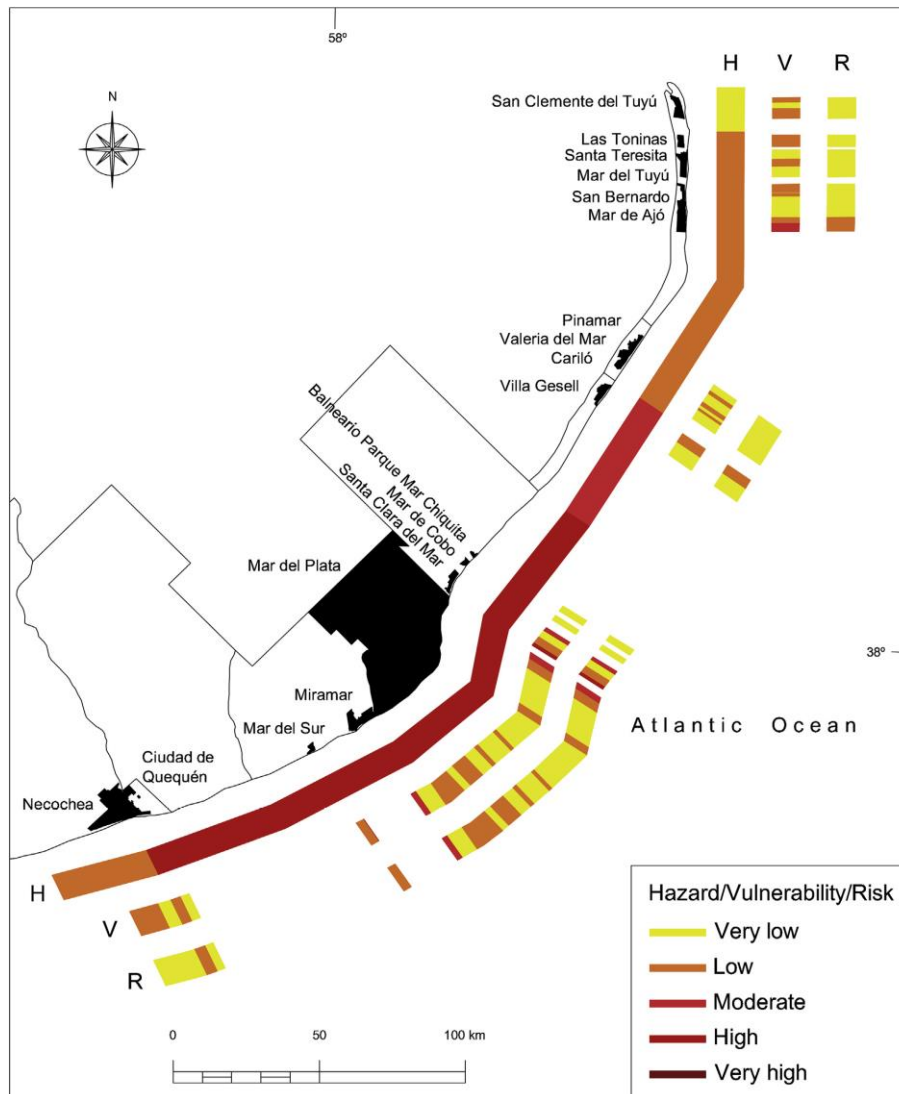 58º
H V R
N
San Clemente del Tuyú
Las Toninas
Santa Teresita
Mar del Tuyú
San Bernardo
Mar de Ajó
Pinamar
Valeria del Mar
Cariló
Villa Gesell
Balneario Parque Mar Chiquita
Mar de Cobo
Santa Clara del Mar
Mar del Plata
38º
Miramar
Atlantic Ocean
Mar del Sur
Ciudad de
Quequén
Necochea
H
V
R
Hazard/Vulnerability/Risk
Very low
Low
Moderate
High
Very high
0 50 100 km